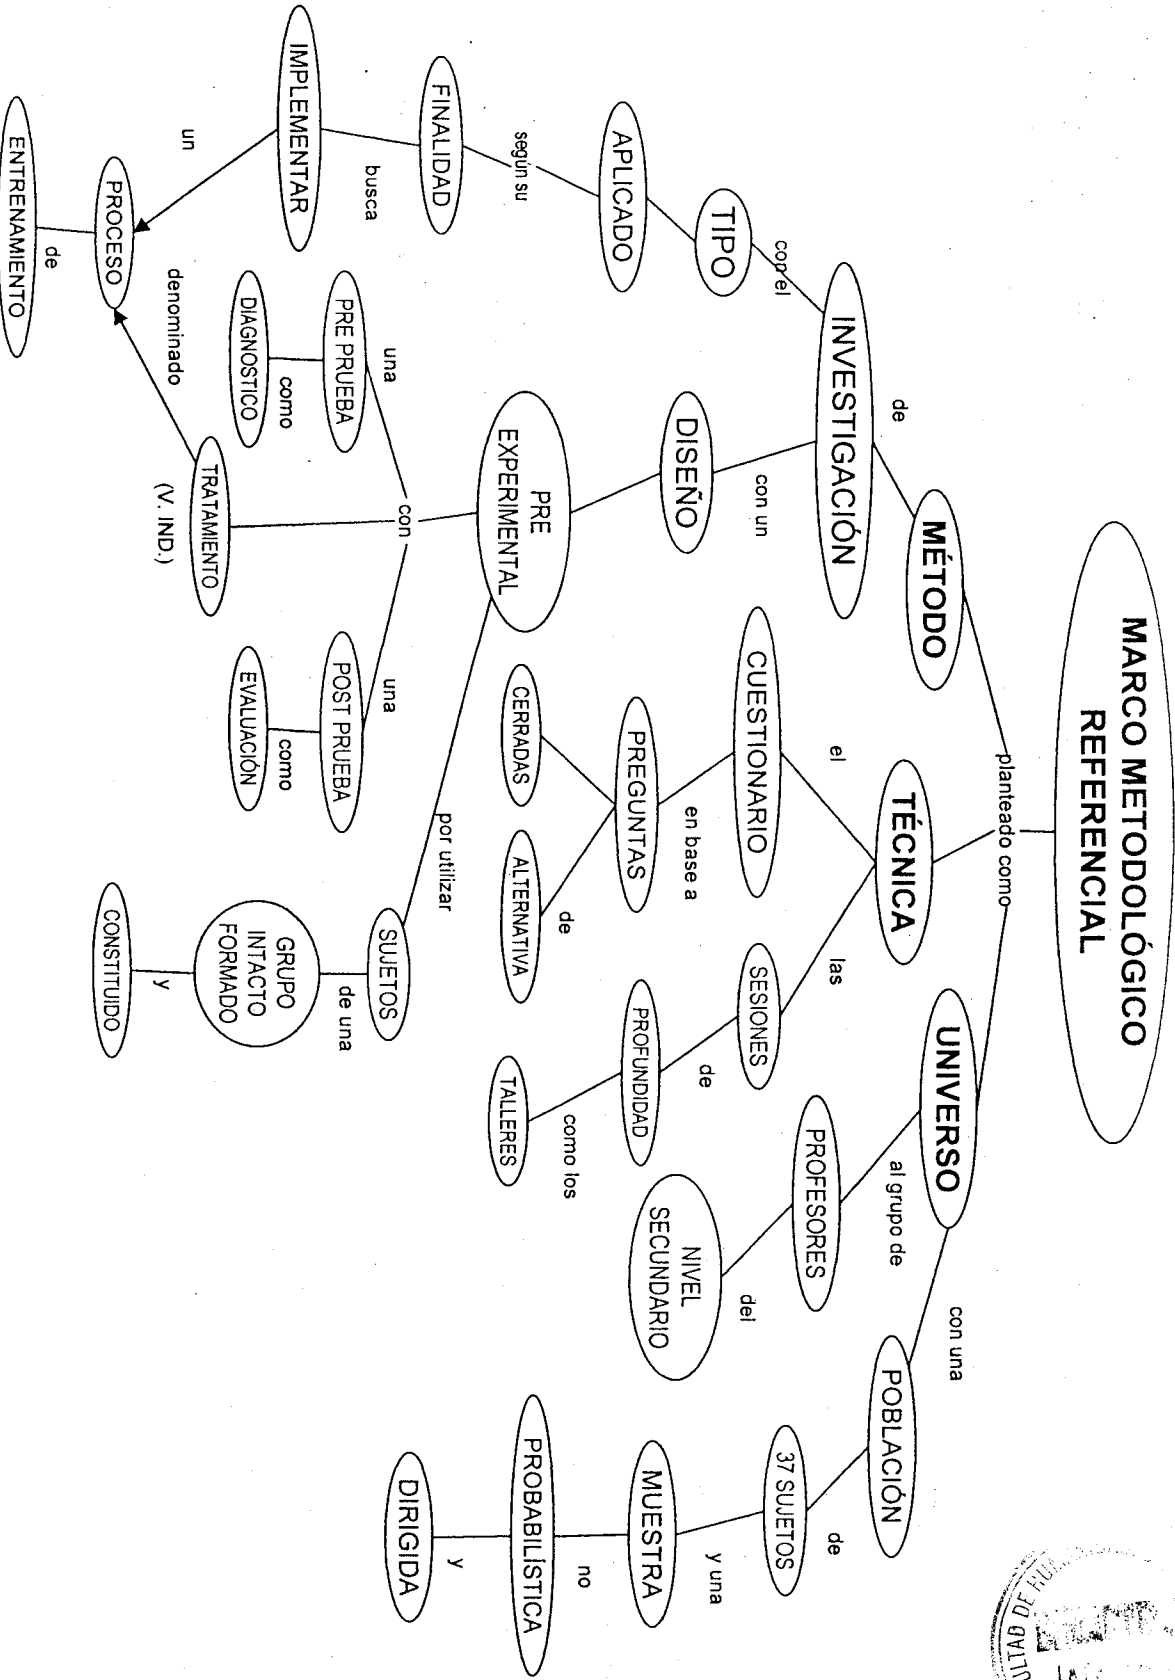 MARCO METODOLÓGICO
REFERENCIAL
planteado como
MÉTODO
TÉCNICA
UNIVERSO
de
el
las
al grupo de
con una
INVESTIGACIÓN
CUESTIONARIO
SESIONES
PROFESORES
POBLACIÓN
con el
con un
en base a
de
del
de
TIPO
DISEÑO
PREGUNTAS
PROFUNDIDAD
NIVEL
SECUNDARIO
37 SUJETOS
y una
APLICADO
CERRADAS
de
ALTERNATIVA
como los
TALLERES
MUESTRA
no
según su
PRE
EXPERIMENTAL
PROBABILÍSTICA
y
FINALIDAD
con
por utilizar
DIRIGIDA
busca
una
una
SUJETOS
IMPLEMENTAR
PRE PRUEBA
POST PRUEBA
de una
como
como
GRUPO
INTACTO
FORMADO
DIAGNOSTICO
TRATAMIENTO
(V. IND.)
EVALUACIÓN
un
denominado
y
PROCESO
CONSTITUIDO
de
ENTRENAMIENTO
ULTAD DE HU